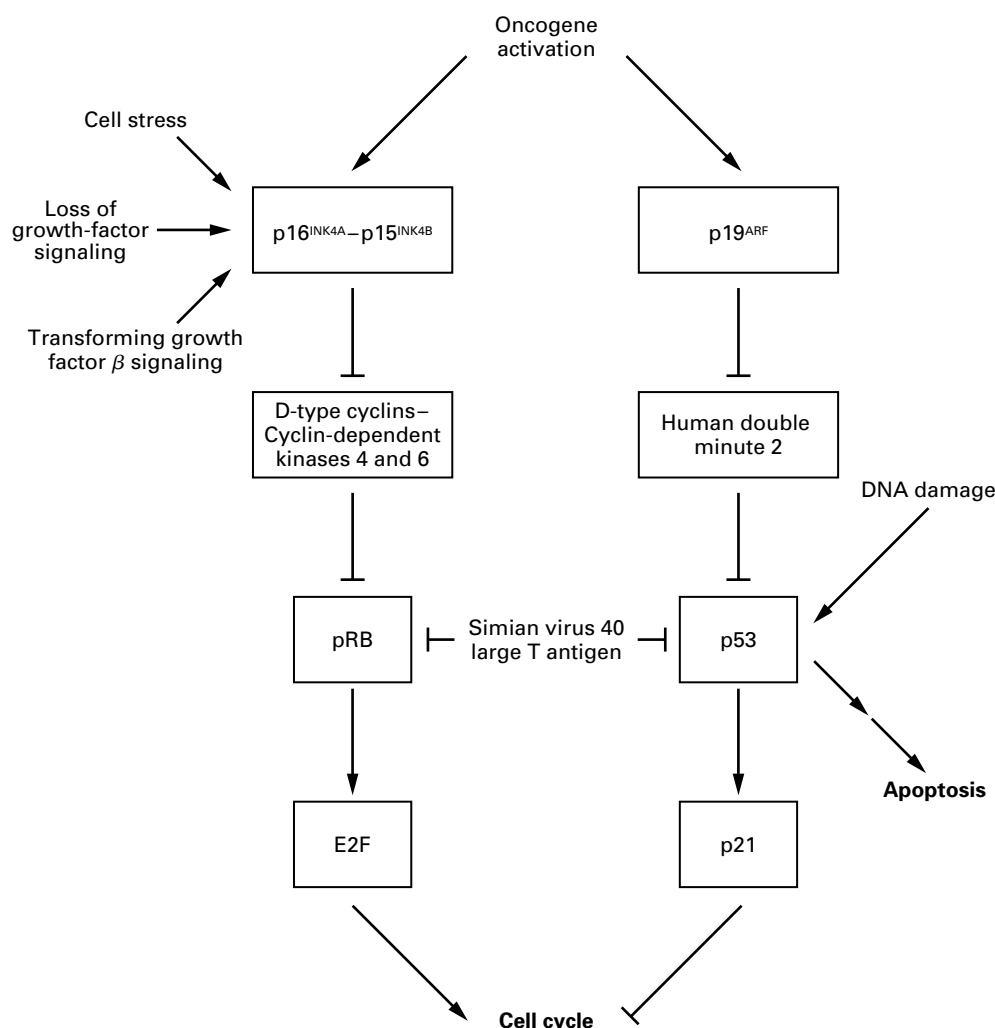 Oncogene
activation
Cell stress
Loss of
growth-factor
signaling
p16INK4A–p15INK4B
p19ARF
Transforming growth
factor β signaling
D-type cyclins–
Cyclin-dependent
kinases 4 and 6
Human double
minute 2
DNA damage
pRB
Simian virus 40
large T antigen
p53
Apoptosis
E2F
p21
Cell cycle